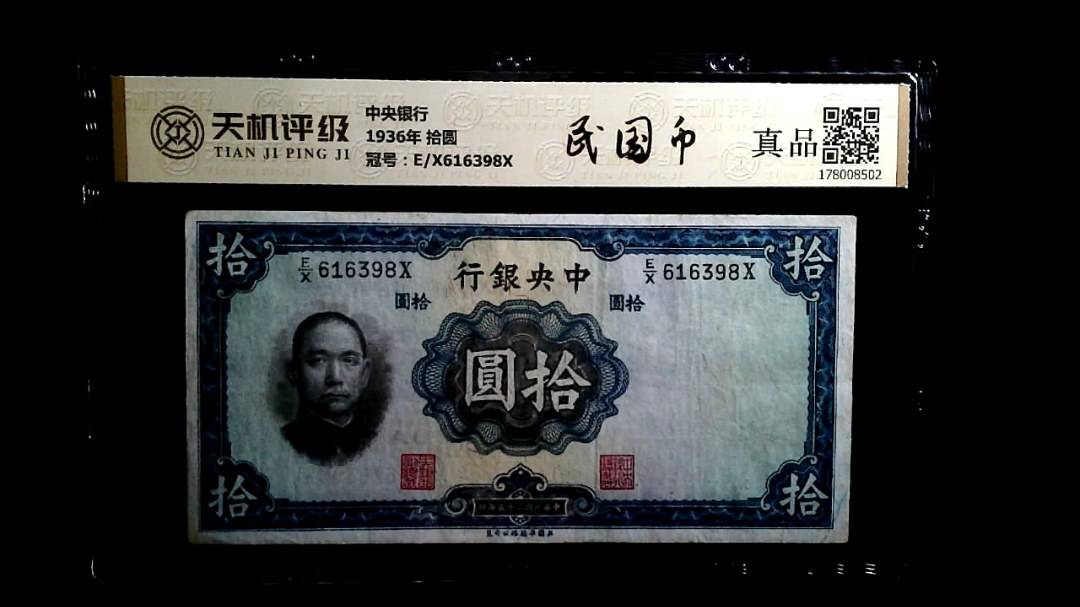 天机评级
TIAN JI PING JI
中央银行
1936年 拾圆
冠号：E/X616398X
民国币
真品
178008502
拾
拾
E/X 616398X
行銀央中
E/X 616398X
圓拾
圓拾
圓拾
拾
拾